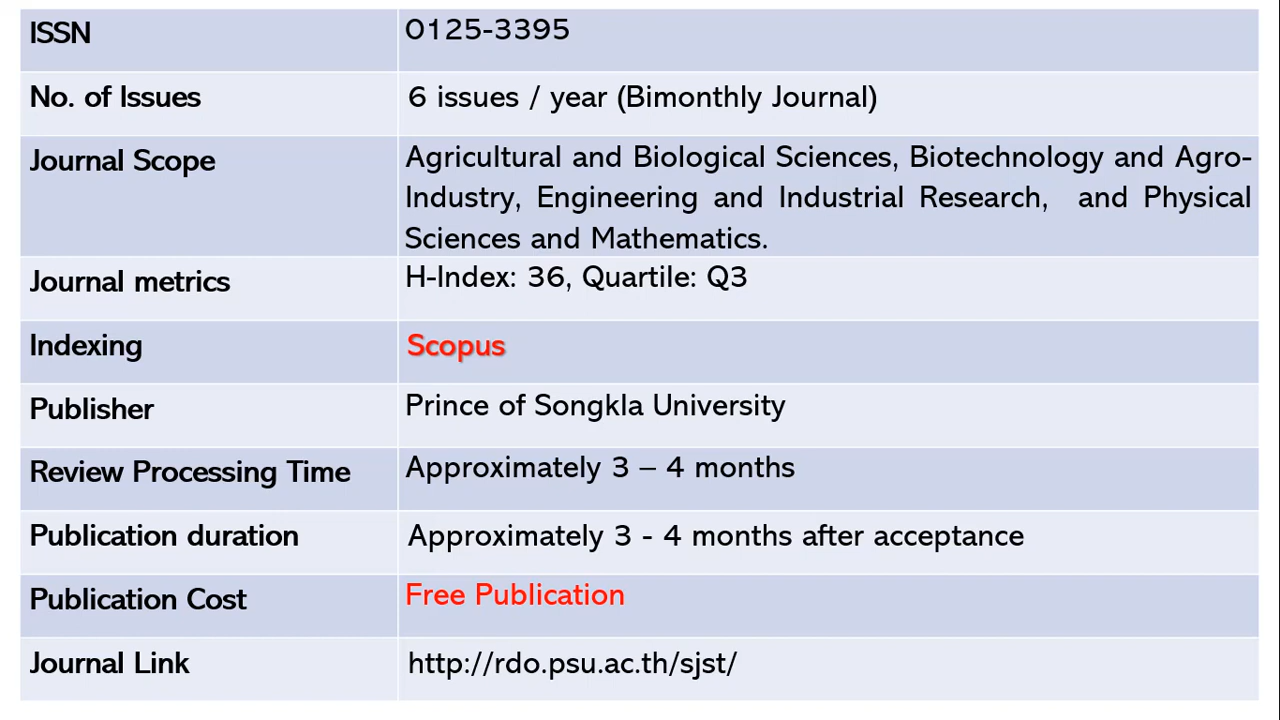 ISSN 0125-3395
No. of Issues 6 issues / year (Bimonthly Journal)
Journal Scope Agricultural and Biological Sciences, Biotechnology and Agro-
Industry, Engineering and Industrial Research, and Physical
Sciences and Mathematics.
Journal metrics H-Index: 36, Quartile: Q3
Indexing Scopus
Publisher Prince of Songkla University
Review Processing Time Approximately 3 – 4 months
Publication duration Approximately 3 - 4 months after acceptance
Publication Cost Free Publication
Journal Link http://rdo.psu.ac.th/sjst/